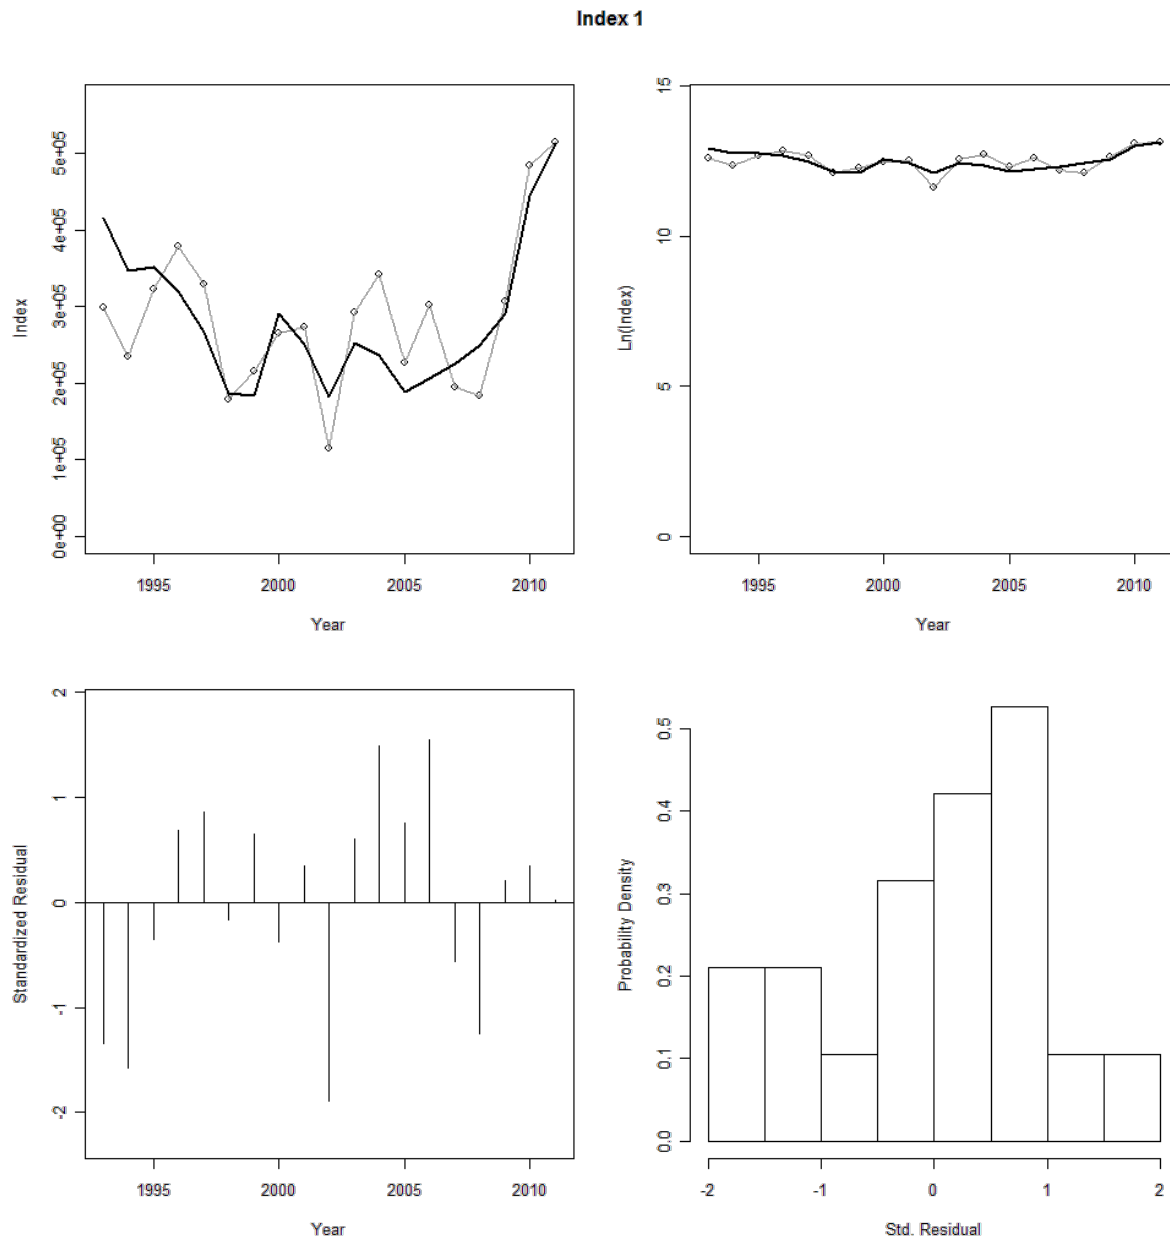 Index 1
Index
5e+05
4e+05
3e+05
2e+05
1e+05
0e+00
1995 2000 2005 2010
Year
Ln(Index)
15
10
5
0
1995 2000 2005 2010
Year
Standardized Residual
2
1
0
-1
-2
1995 2000 2005 2010
Year
Probability Density
0.5
0.4
0.3
0.2
0.1
0.0
-2 -1 0 1 2
Std. Residual